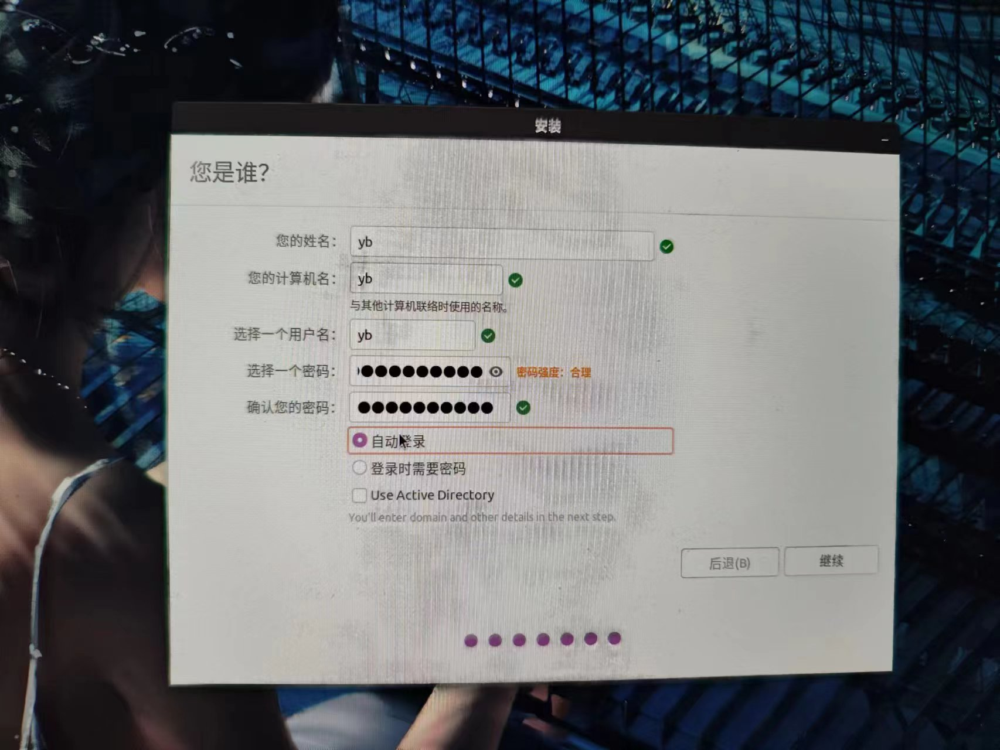 安装
您是谁？
您的姓名： yb
您的计算机名： yb
与其他计算机联络时使用的名称。
选择一个用户名： yb
选择一个密码： ●●●●●●●●● 密码强度：合理
确认您的密码： ●●●●●●●●●●
自动登录
登录时需要密码
Use Active Directory
You'll enter domain and other details in the next step.
后退(B) 继续